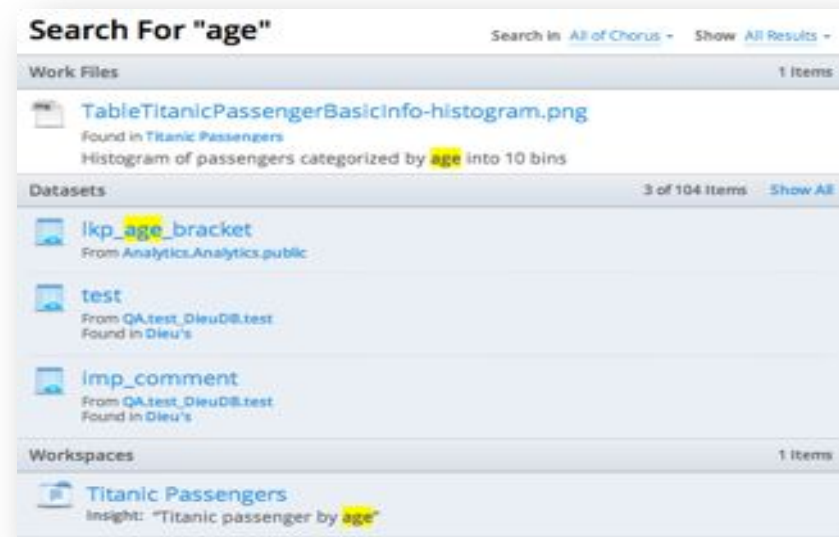 Search For "age"
Search in All of Chorus Show All Results
Work Files 1 Items
TableTitanicPassengerBasicInfo-histogram.png
Found in Titanic Passengers
Histogram of passengers categorized by age into 10 bins
Datasets 3 of 104 Items Show All
lkp_age_bracket
From Analytics.Analytics.public
test
From QA.test_DieuDB.test
Found in Dieu's
imp_comment
From QA.test_DieuDB.test
Found in Dieu's
Workspaces 1 Items
Titanic Passengers
Insight: "Titanic passenger by age"